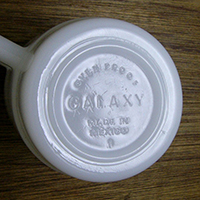 OVEN PROOF
GALAXY
MADE IN
MEXICO